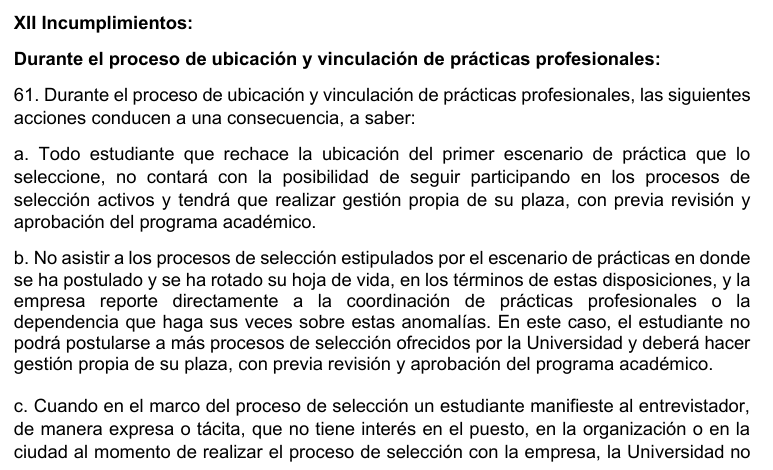 XII Incumplimientos:
Durante el proceso de ubicación y vinculación de prácticas profesionales:
61. Durante el proceso de ubicación y vinculación de prácticas profesionales, las siguientes
acciones conducen a una consecuencia, a saber:
a. Todo estudiante que rechace la ubicación del primer escenario de práctica que lo
seleccione, no contará con la posibilidad de seguir participando en los procesos de
selección activos y tendrá que realizar gestión propia de su plaza, con previa revisión y
aprobación del programa académico.
b. No asistir a los procesos de selección estipulados por el escenario de prácticas en donde
se ha postulado y se ha rotado su hoja de vida, en los términos de estas disposiciones, y la
empresa reporte directamente a la coordinación de prácticas profesionales o la
dependencia que haga sus veces sobre estas anomalías. En este caso, el estudiante no
podrá postularse a más procesos de selección ofrecidos por la Universidad y deberá hacer
gestión propia de su plaza, con previa revisión y aprobación del programa académico.
c. Cuando en el marco del proceso de selección un estudiante manifieste al entrevistador,
de manera expresa o tácita, que no tiene interés en el puesto, en la organización o en la
ciudad al momento de realizar el proceso de selección con la empresa, la Universidad no